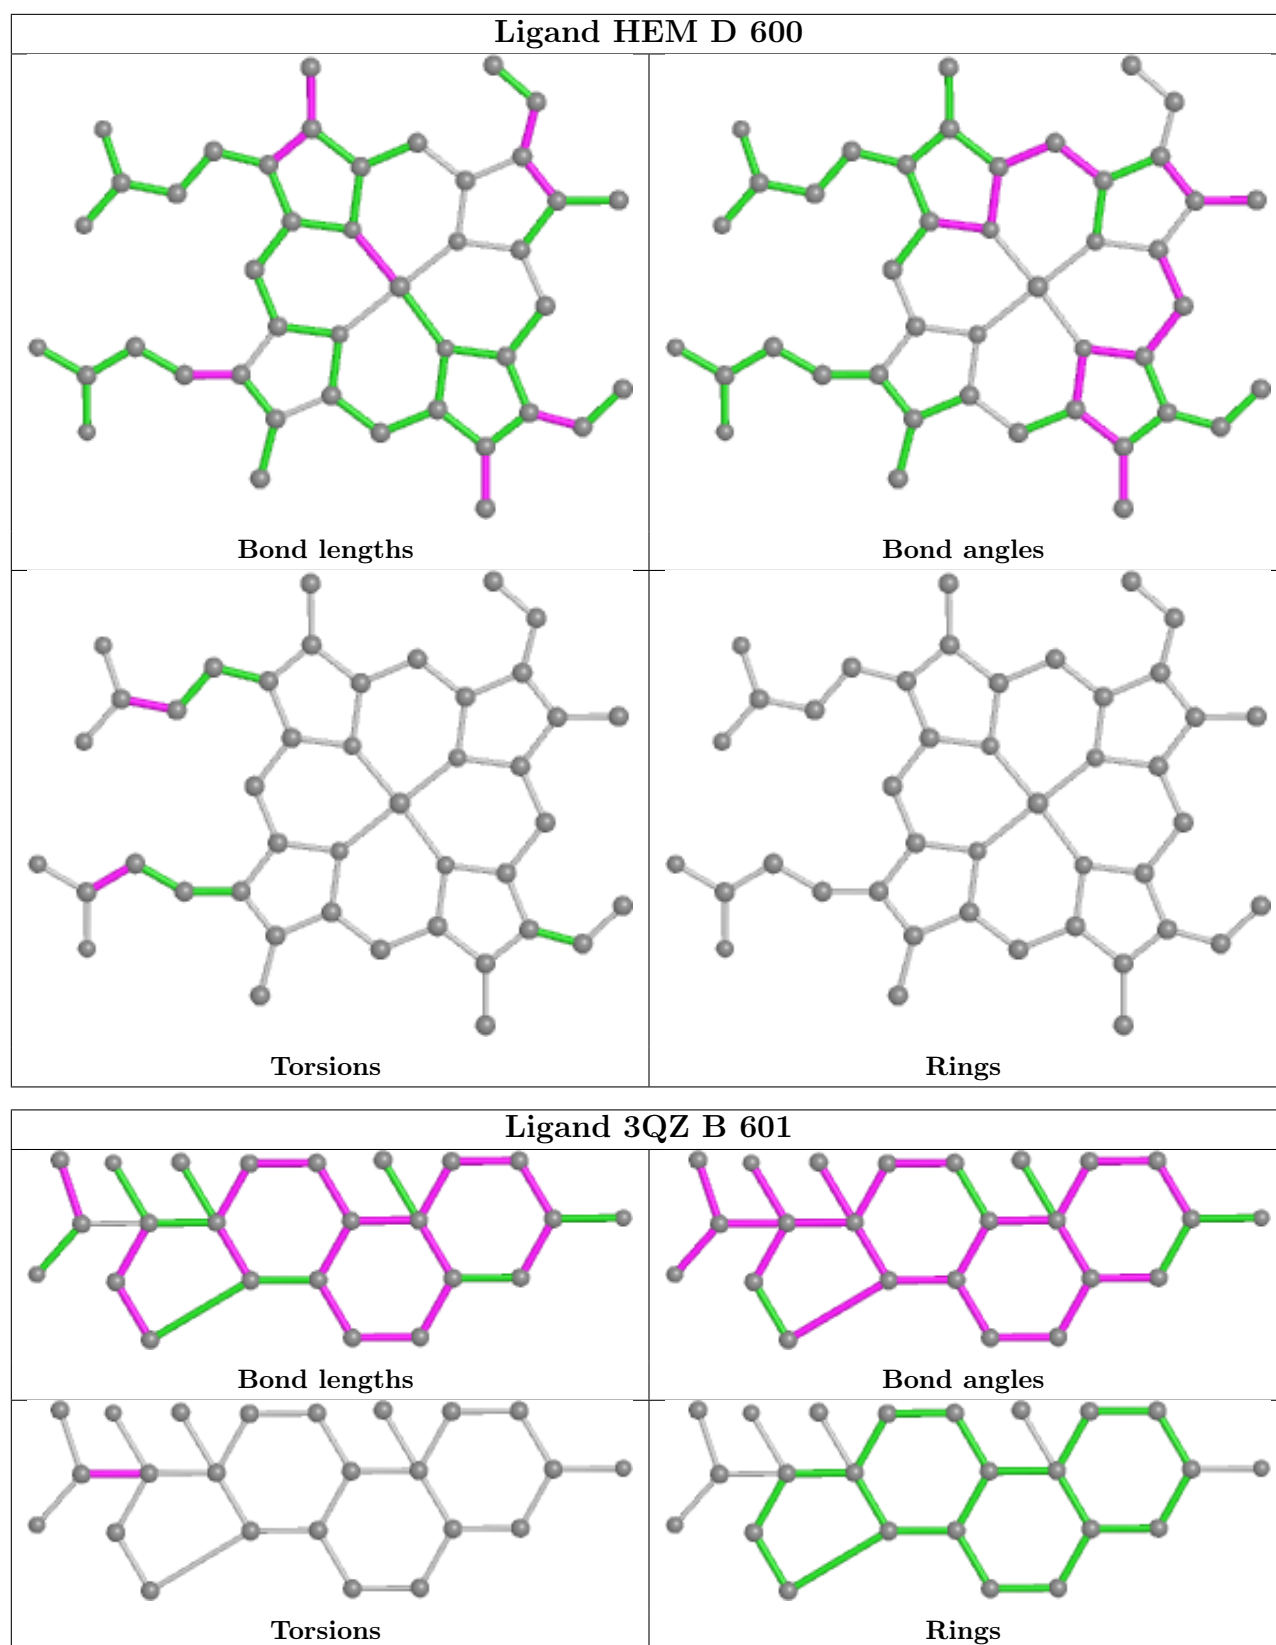 Ligand HEM D 600
Bond lengths
Bond angles
Torsions
Rings
Ligand 3QZ B 601
Bond lengths
Bond angles
Torsions
Rings